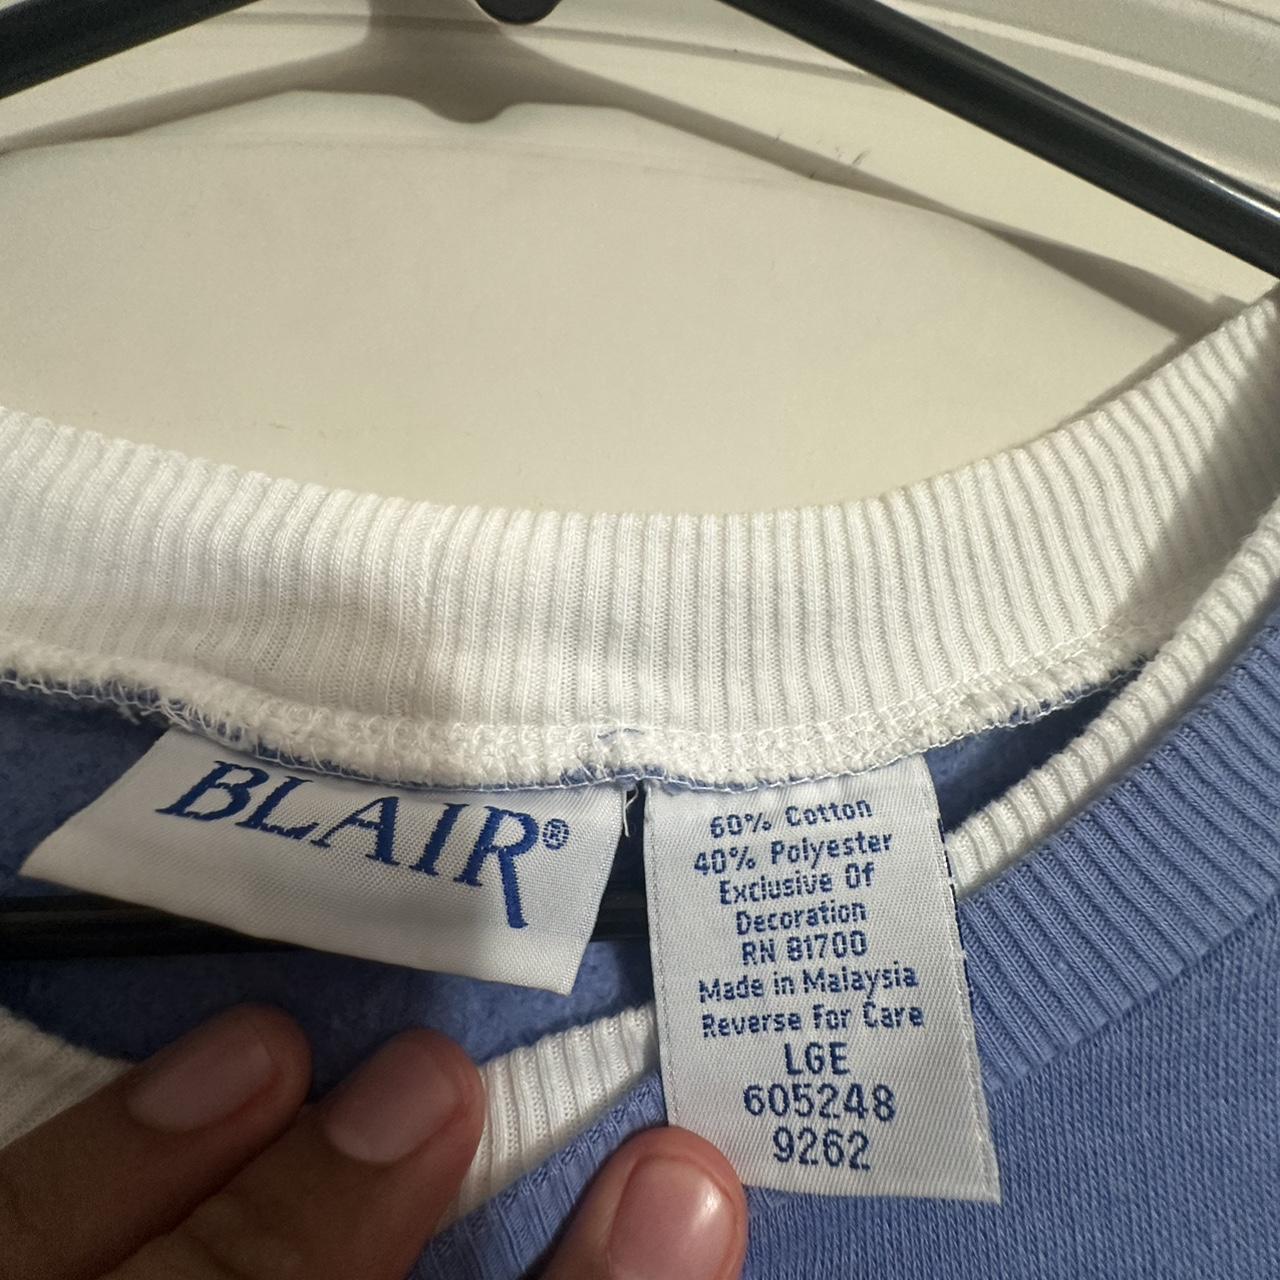 BLAIR®
60% Cotton
40% Polyester
Exclusive Of
Decoration
RN 81700
Made in Malaysia
Reverse For Care
LGE
605248
9262